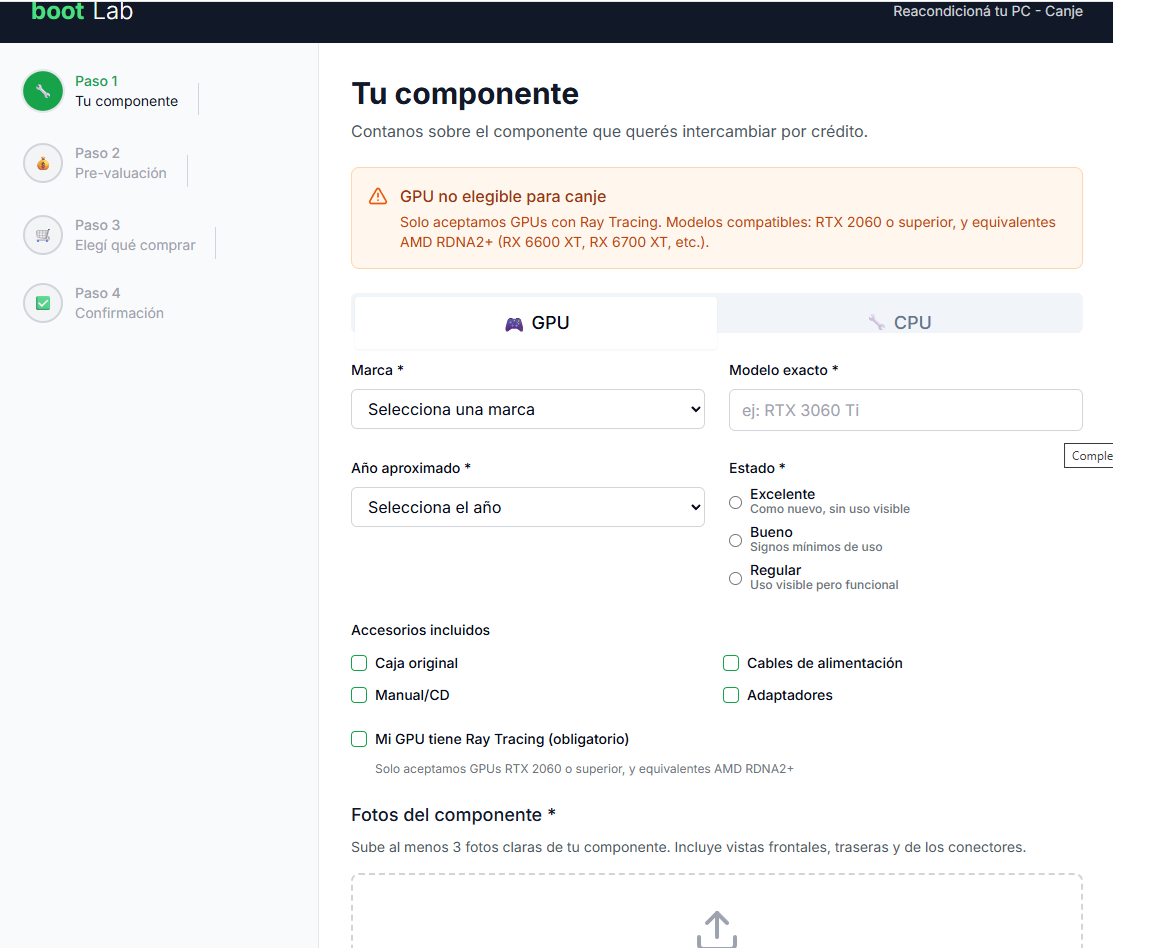 boot Lab
Reacondicioná tu PC - Canje
Paso 1
Tu componente
Paso 2
Pre-valuación
Paso 3
Elegí qué comprar
Paso 4
Confirmación
Tu componente
Contanos sobre el componente que querés intercambiar por crédito.
GPU no elegible para canje
Solo aceptamos GPUs con Ray Tracing. Modelos compatibles: RTX 2060 o superior, y equivalentes
AMD RDNA2+ (RX 6600 XT, RX 6700 XT, etc.).
GPU
CPU
Marca *
Selecciona una marca
Modelo exacto *
ej: RTX 3060 Ti
Comple
Año aproximado *
Selecciona el año
Estado *
Excelente
Como nuevo, sin uso visible
Bueno
Signos mínimos de uso
Regular
Uso visible pero funcional
Accesorios incluidos
Caja original
Cables de alimentación
Manual/CD
Adaptadores
Mi GPU tiene Ray Tracing (obligatorio)
Solo aceptamos GPUs RTX 2060 o superior, y equivalentes AMD RDNA2+
Fotos del componente *
Sube al menos 3 fotos claras de tu componente. Incluye vistas frontales, traseras y de los conectores.